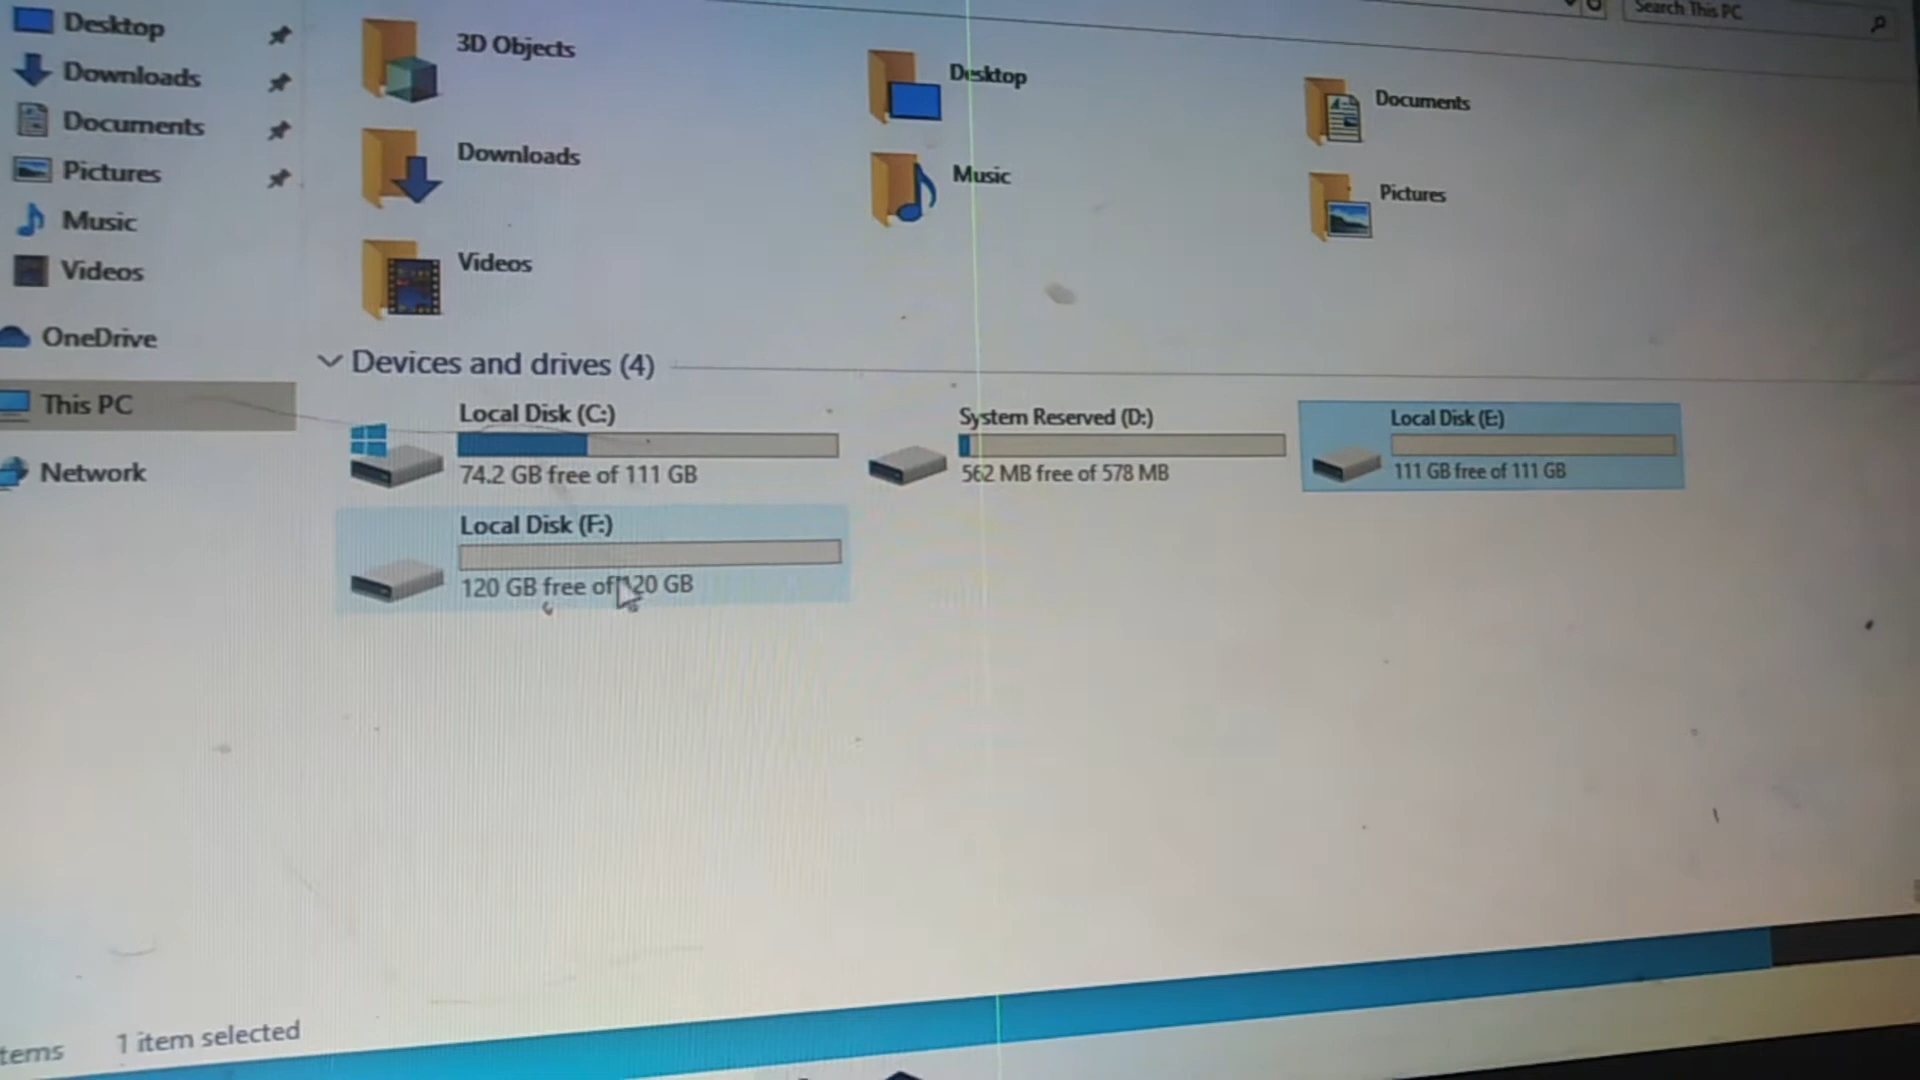 Desktop
Downloads
Documents
Pictures
Music
Videos
OneDrive
This PC
Network
Search This PC
3D Objects
Desktop
Documents
Downloads
Music
Pictures
Videos
Devices and drives (4)
Local Disk (C:)
74.2 GB free of 111 GB
System Reserved (D:)
562 MB free of 578 MB
Local Disk (E:)
111 GB free of 111 GB
Local Disk (F:)
120 GB free of 120 GB
1 item selected